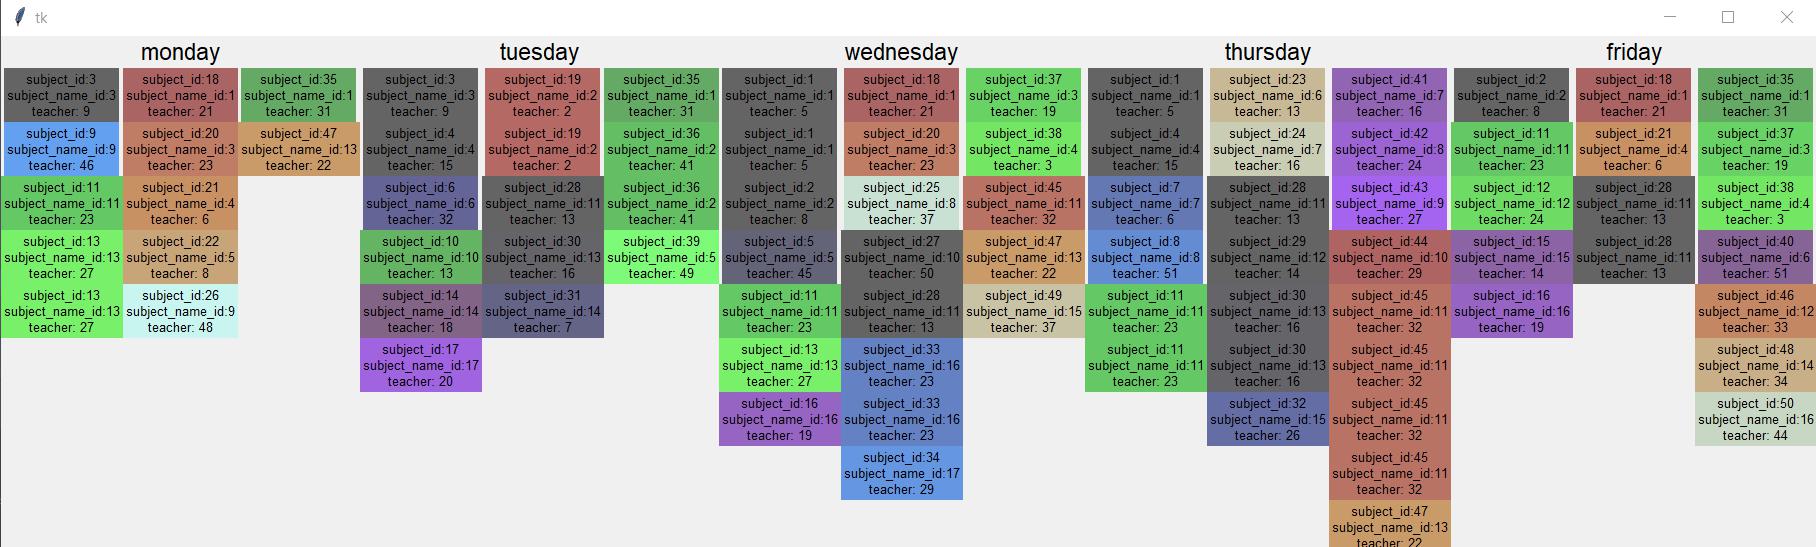 tk
monday
subject_id:3
subject_name_id:3
teacher: 9
subject_id:9
subject_name_id:9
teacher: 46
subject_id:11
subject_name_id:11
teacher: 23
subject_id:13
subject_name_id:13
teacher: 27
subject_id:13
subject_name_id:13
teacher: 27
subject_id:18
subject_name_id:1
teacher: 21
subject_id:20
subject_name_id:3
teacher: 23
subject_id:21
subject_name_id:4
teacher: 6
subject_id:22
subject_name_id:5
teacher: 8
subject_id:26
subject_name_id:9
teacher: 48
subject_id:35
subject_name_id:1
teacher: 31
subject_id:47
subject_name_id:13
teacher: 22
tuesday
subject_id:3
subject_name_id:3
teacher: 9
subject_id:4
subject_name_id:4
teacher: 15
subject_id:6
subject_name_id:6
teacher: 32
subject_id:10
subject_name_id:10
teacher: 13
subject_id:14
subject_name_id:14
teacher: 18
subject_id:17
subject_name_id:17
teacher: 20
subject_id:19
subject_name_id:2
teacher: 2
subject_id:19
subject_name_id:2
teacher: 2
subject_id:28
subject_name_id:11
teacher: 13
subject_id:30
subject_name_id:13
teacher: 16
subject_id:31
subject_name_id:14
teacher: 7
subject_id:35
subject_name_id:1
teacher: 31
subject_id:36
subject_name_id:2
teacher: 41
subject_id:36
subject_name_id:2
teacher: 41
subject_id:39
subject_name_id:5
teacher: 49
wednesday
subject_id:1
subject_name_id:1
teacher: 5
subject_id:1
subject_name_id:1
teacher: 5
subject_id:2
subject_name_id:2
teacher: 8
subject_id:5
subject_name_id:5
teacher: 45
subject_id:11
subject_name_id:11
teacher: 23
subject_id:13
subject_name_id:13
teacher: 27
subject_id:16
subject_name_id:16
teacher: 19
subject_id:18
subject_name_id:1
teacher: 21
subject_id:20
subject_name_id:3
teacher: 23
subject_id:25
subject_name_id:8
teacher: 37
subject_id:27
subject_name_id:10
teacher: 50
subject_id:28
subject_name_id:11
teacher: 13
subject_id:33
subject_name_id:16
teacher: 23
subject_id:33
subject_name_id:16
teacher: 23
subject_id:34
subject_name_id:17
teacher: 29
subject_id:37
subject_name_id:3
teacher: 19
subject_id:38
subject_name_id:4
teacher: 3
subject_id:45
subject_name_id:11
teacher: 32
subject_id:47
subject_name_id:13
teacher: 22
subject_id:49
subject_name_id:15
teacher: 37
thursday
subject_id:1
subject_name_id:1
teacher: 5
subject_id:4
subject_name_id:4
teacher: 15
subject_id:7
subject_name_id:7
teacher: 6
subject_id:8
subject_name_id:8
teacher: 51
subject_id:11
subject_name_id:11
teacher: 23
subject_id:11
subject_name_id:11
teacher: 23
subject_id:23
subject_name_id:6
teacher: 13
subject_id:24
subject_name_id:7
teacher: 16
subject_id:28
subject_name_id:11
teacher: 13
subject_id:29
subject_name_id:12
teacher: 14
subject_id:30
subject_name_id:13
teacher: 16
subject_id:30
subject_name_id:13
teacher: 16
subject_id:32
subject_name_id:15
teacher: 26
subject_id:41
subject_name_id:7
teacher: 16
subject_id:42
subject_name_id:8
teacher: 24
subject_id:43
subject_name_id:9
teacher: 27
subject_id:44
subject_name_id:10
teacher: 29
subject_id:45
subject_name_id:11
teacher: 32
subject_id:45
subject_name_id:11
teacher: 32
subject_id:45
subject_name_id:11
teacher: 32
subject_id:45
subject_name_id:11
teacher: 32
subject_id:47
subject_name_id:13
teacher: 22
friday
subject_id:2
subject_name_id:2
teacher: 8
subject_id:11
subject_name_id:11
teacher: 23
subject_id:12
subject_name_id:12
teacher: 24
subject_id:15
subject_name_id:15
teacher: 14
subject_id:16
subject_name_id:16
teacher: 19
subject_id:18
subject_name_id:1
teacher: 21
subject_id:21
subject_name_id:4
teacher: 6
subject_id:28
subject_name_id:11
teacher: 13
subject_id:28
subject_name_id:11
teacher: 13
subject_id:35
subject_name_id:1
teacher: 31
subject_id:37
subject_name_id:3
teacher: 19
subject_id:38
subject_name_id:4
teacher: 3
subject_id:40
subject_name_id:6
teacher: 51
subject_id:46
subject_name_id:12
teacher: 33
subject_id:48
subject_name_id:14
teacher: 34
subject_id:50
subject_name_id:16
teacher: 44